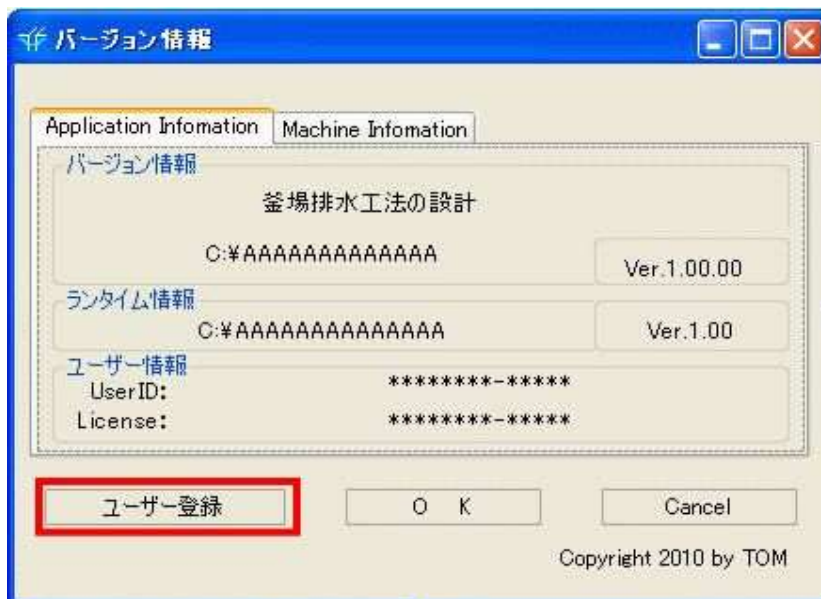 バージョン情報
Application Infomation
Machine Infomation
バージョン情報
釜場排水工法の設計
C:¥AAAAAAAAAAAAA
Ver.1.00.00
ランタイム情報
C:¥AAAAAAAAAAAAAA
Ver.1.00
ユーザー情報
UserID: ********-*****
License: ********-*****
ユーザー登録
O K
Cancel
Copyright 2010 by TOM